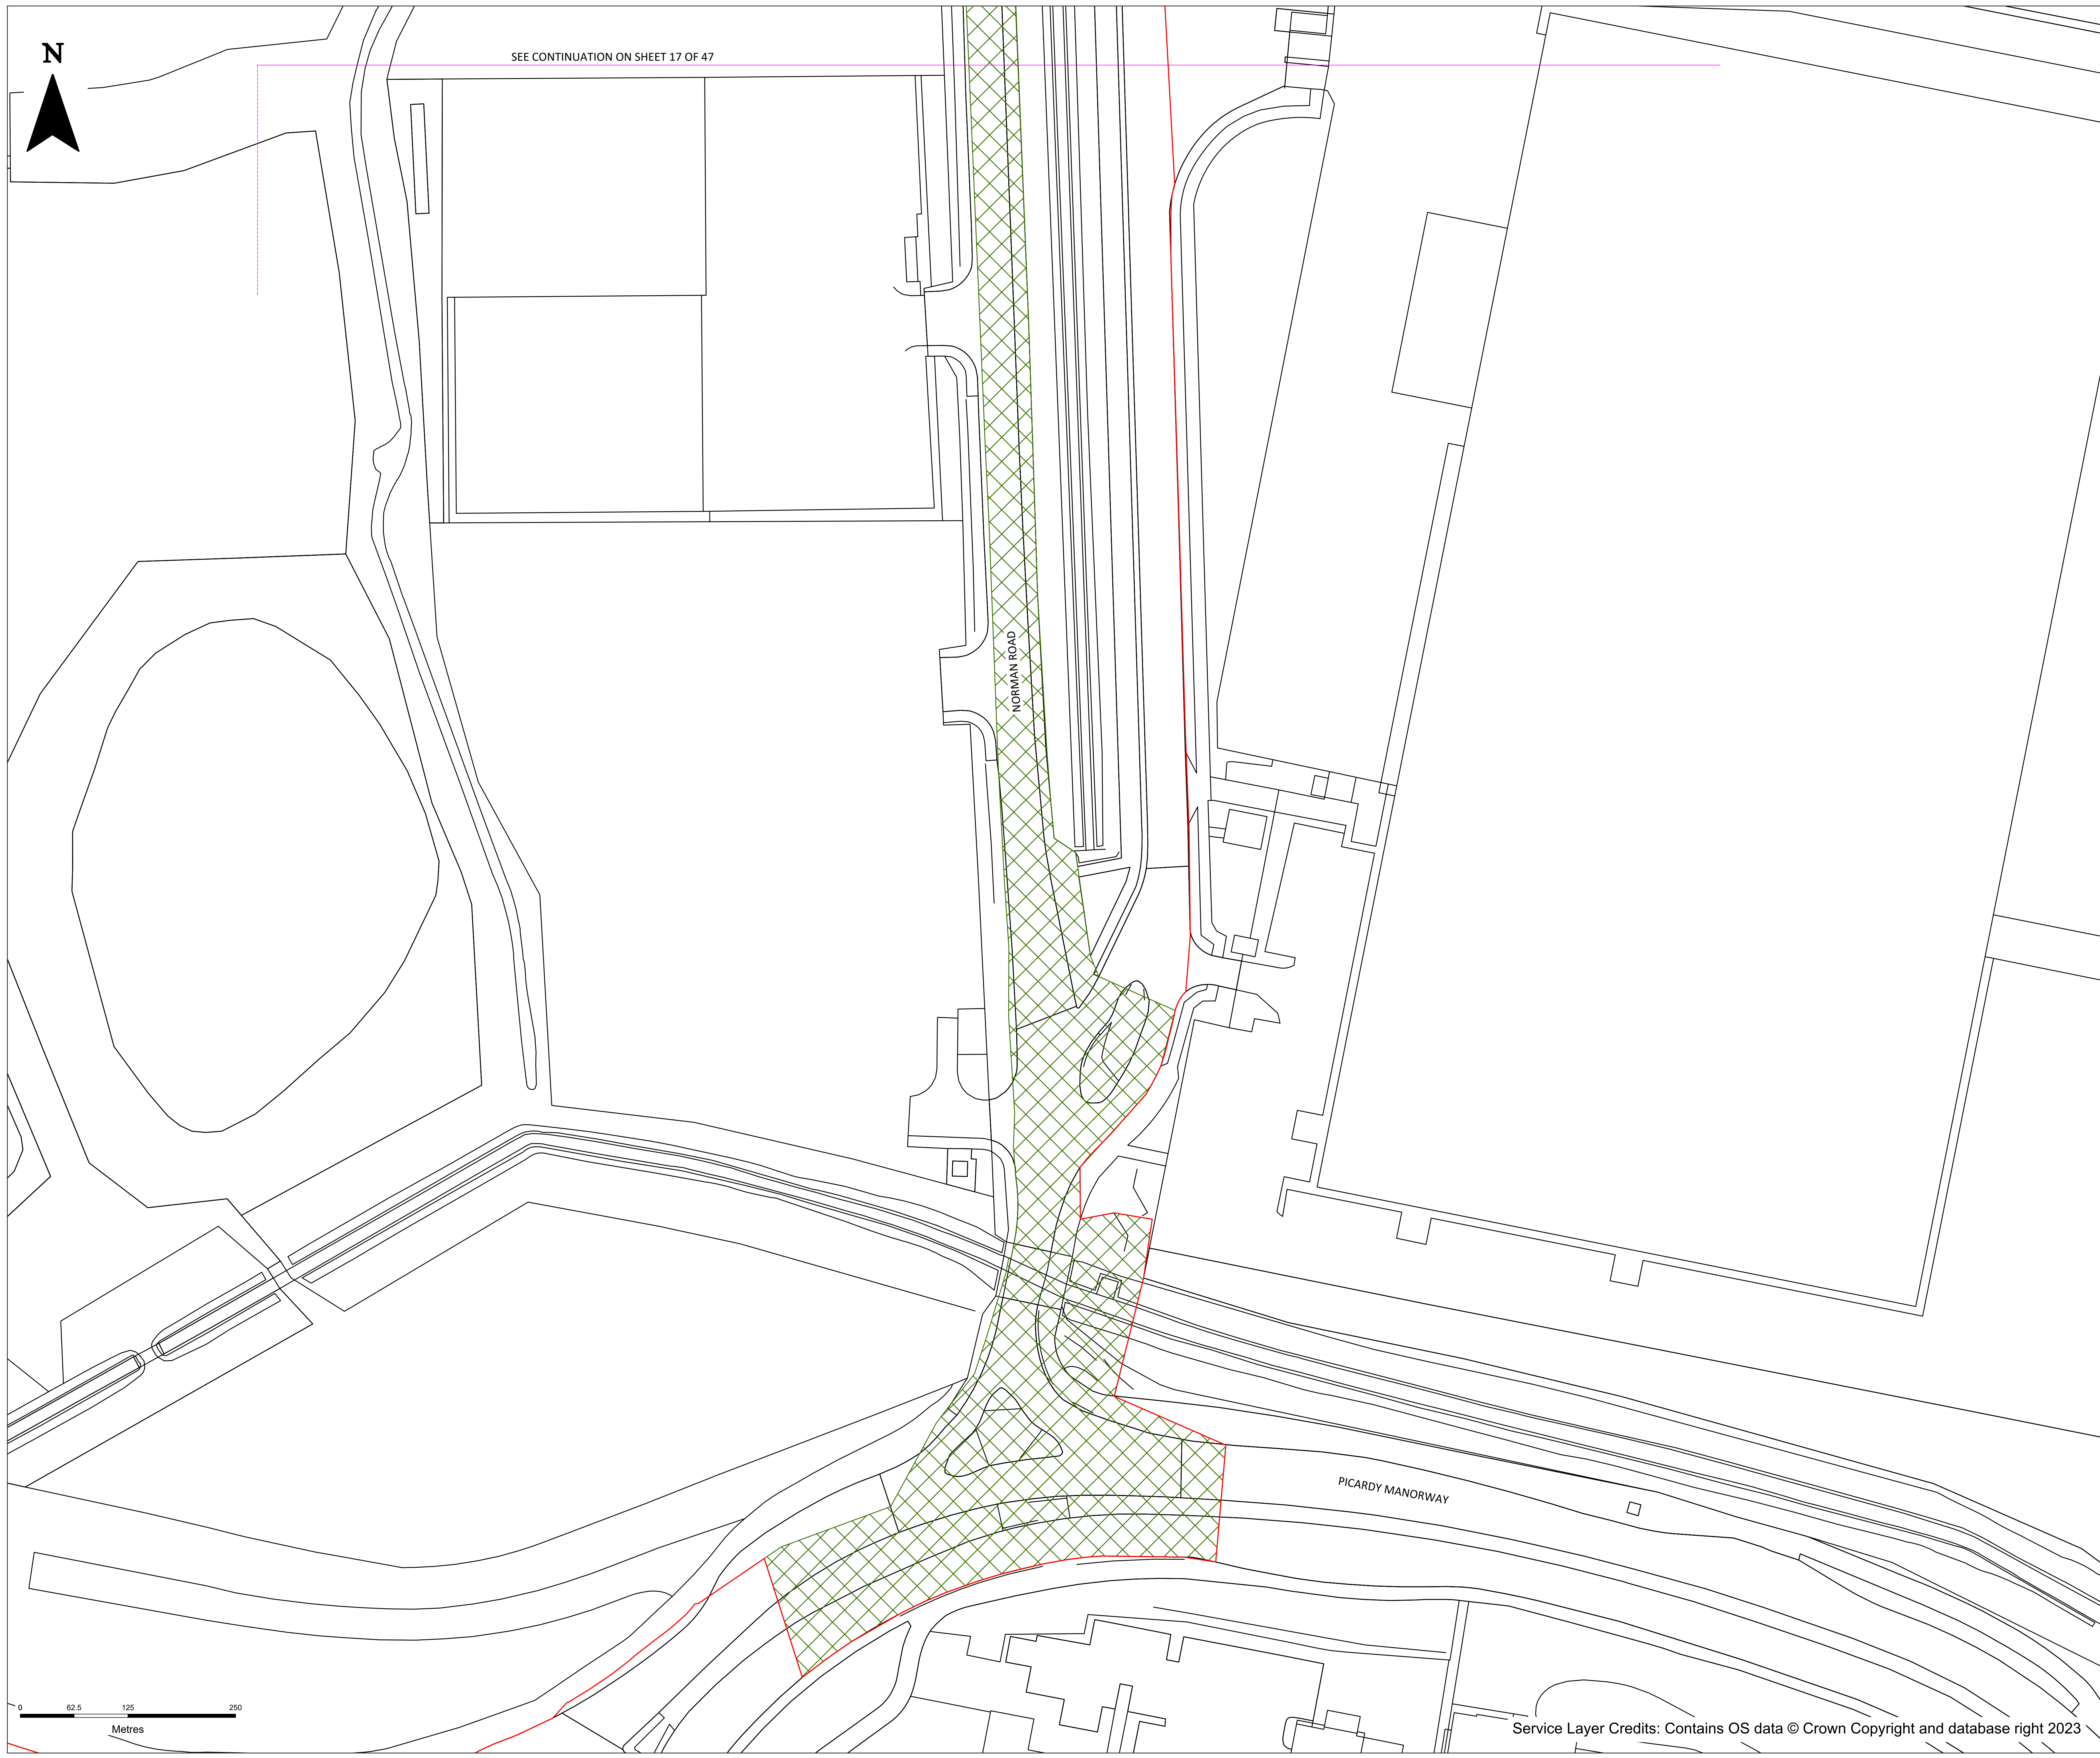 N
SEE CONTINUATION ON SHEET 17 OF 47
NORMAN ROAD
PICARDY MANORWAY
0 62.5 125 250
Metres
Service Layer Credits: Contains OS data © Crown Copyright and database right 2023